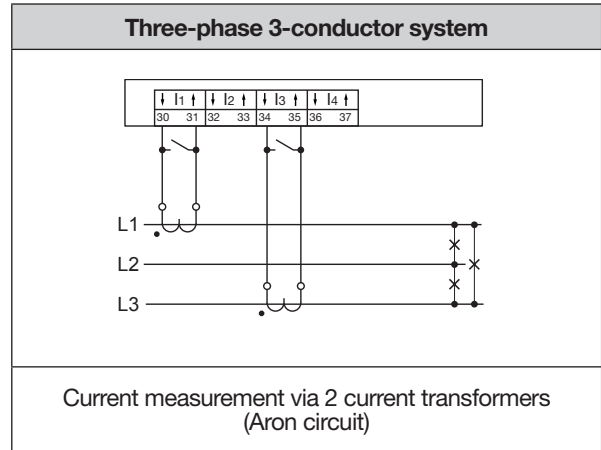 Three-phase 3-conductor system
↓ I1 ↑ ↓ I2 ↑ ↓ I3 ↑ ↓ I4 ↑
30 31 32 33 34 35 36 37
L1
L2
L3
Current measurement via 2 current transformers
(Aron circuit)